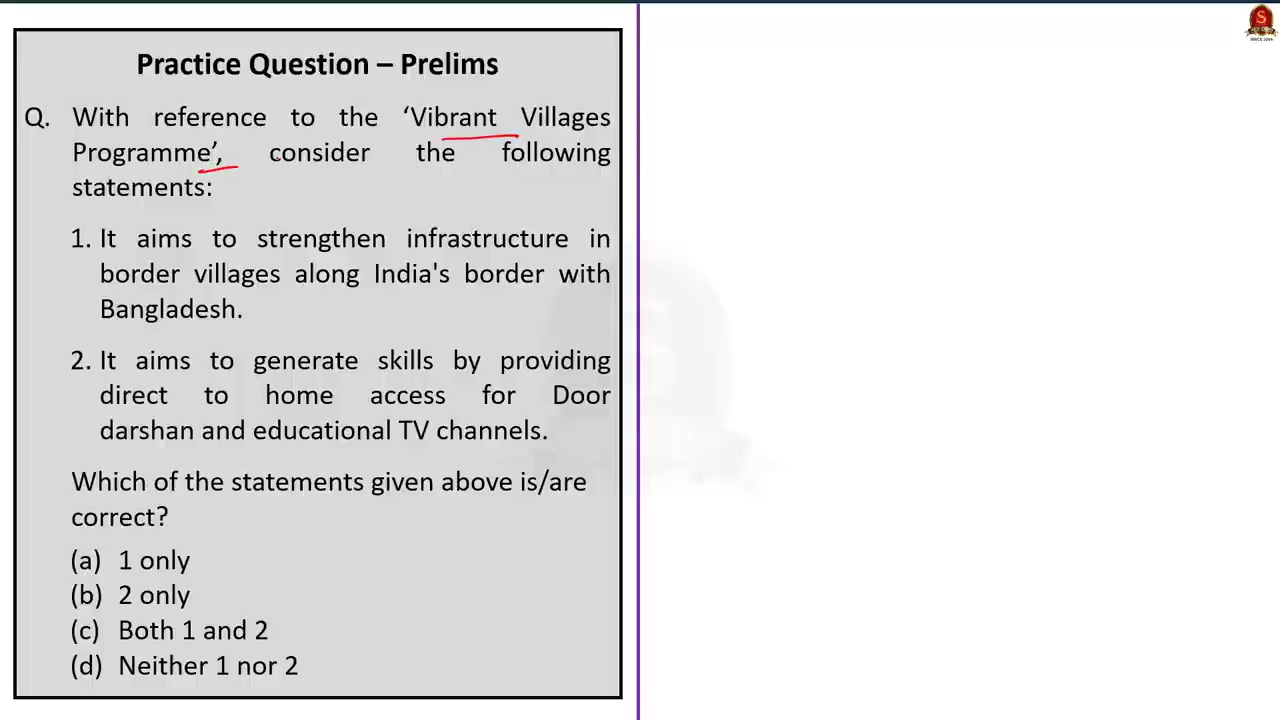 Practice Question – Prelims
Q. With reference to the ‘Vibrant Villages
Programme’, consider the following
statements:
1. It aims to strengthen infrastructure in
border villages along India's border with
Bangladesh.
2. It aims to generate skills by providing
direct to home access for Door
darshan and educational TV channels.
Which of the statements given above is/are
correct?
(a) 1 only
(b) 2 only
(c) Both 1 and 2
(d) Neither 1 nor 2
S